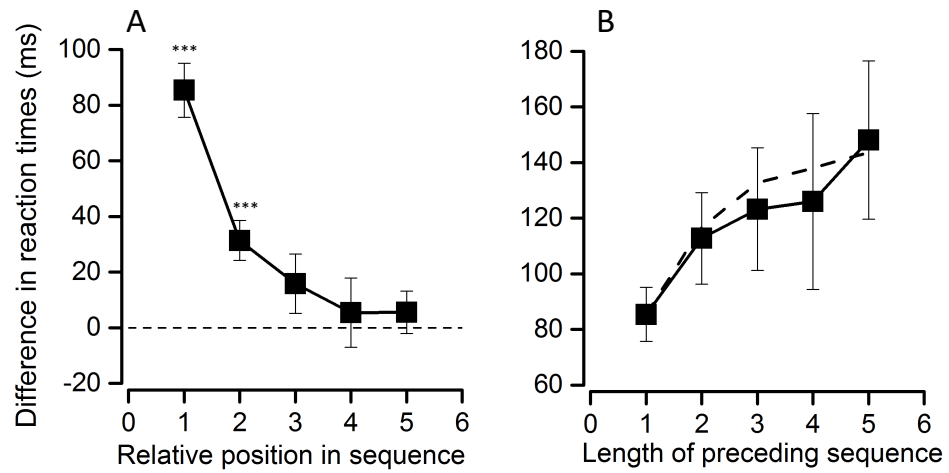 A
B
Difference in reaction times (ms)
100
80
60
40
20
0
-20
***
***
0 1 2 3 4 5 6
Relative position in sequence
180
160
140
120
100
80
60
0 1 2 3 4 5 6
Length of preceding sequence